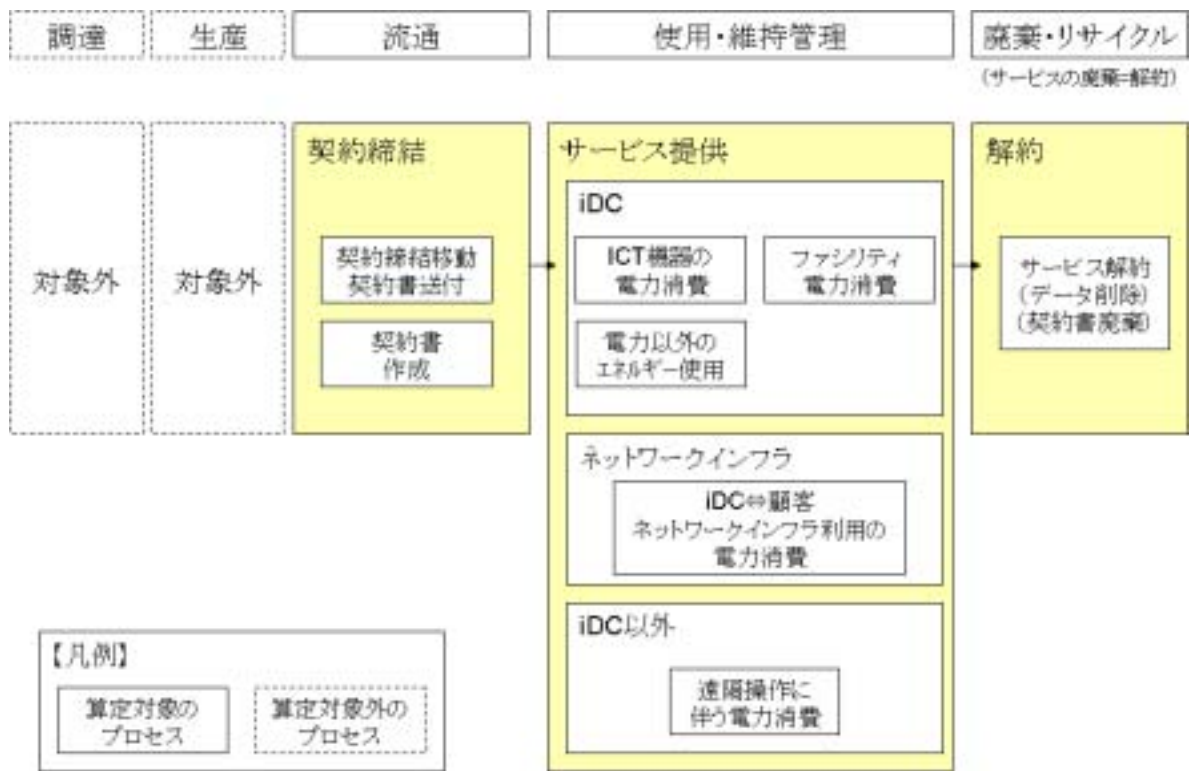 調達
生産
流通
使用・維持管理
廃棄・リサイクル
(サービスの廃棄=解約)
対象外
対象外
契約締結
契約締結移動
契約書送付
契約書
作成
サービス提供
iDC
ICT機器の
電力消費
ファシリティ
電力消費
電力以外の
エネルギー使用
ネットワークインフラ
iDC⇔顧客
ネットワークインフラ利用の
電力消費
iDC以外
遠隔操作に
伴う電力消費
解約
サービス解約
(データ削除)
(契約書廃棄)
【凡例】
算定対象の
プロセス
算定対象外の
プロセス